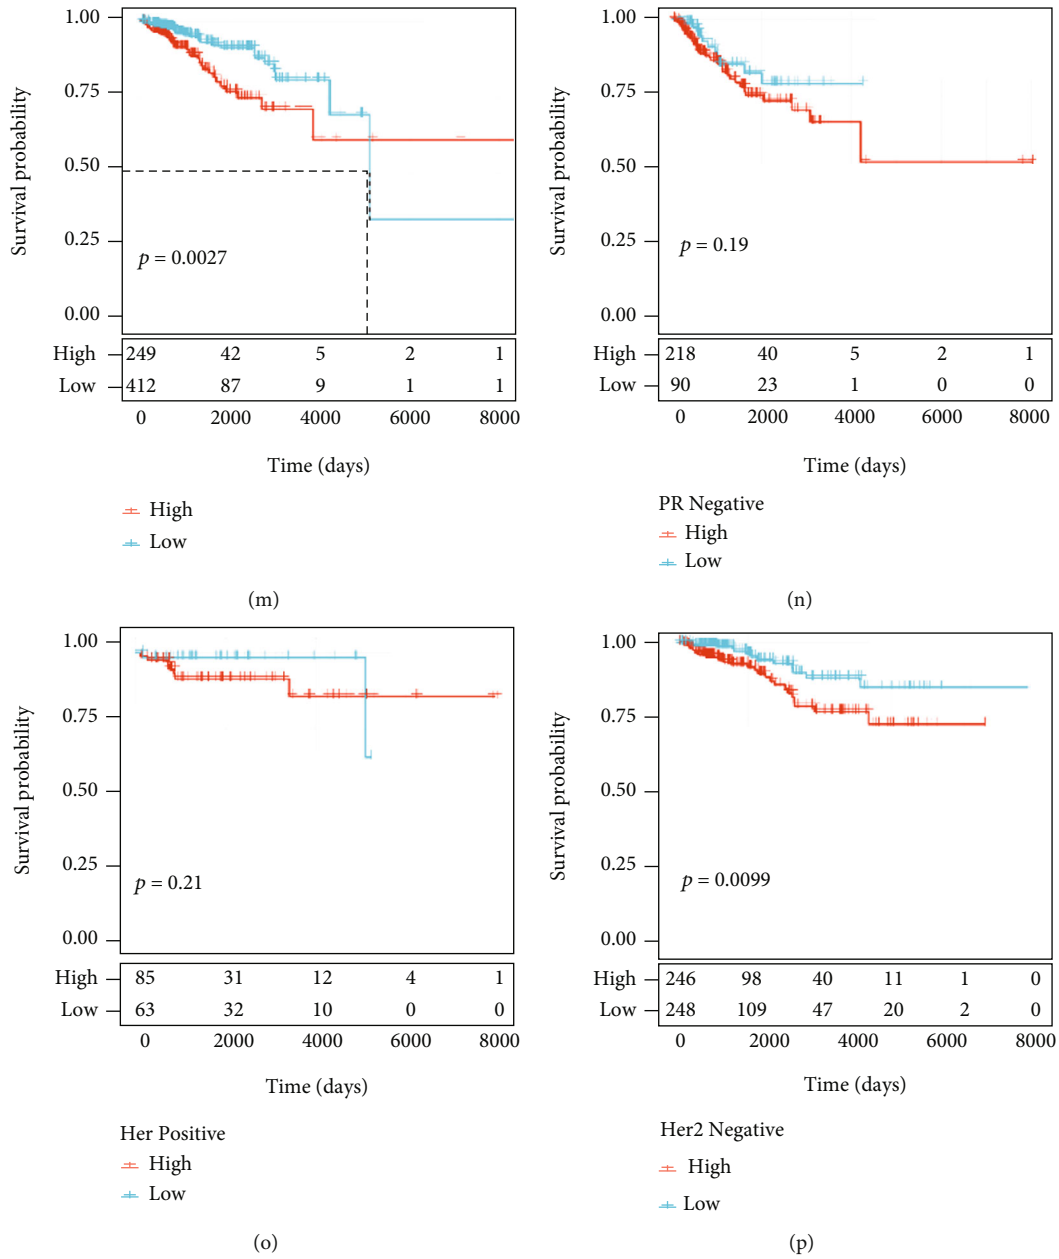 1.00
0.75
0.50
0.25
0.00
Survival probability
p = 0.0027
High 249 42 5 2 1
Low 412 87 9 1 1
0 2000 4000 6000 8000
Time (days)
High
Low
(m)
1.00
0.75
0.50
0.25
0.00
Survival probability
p = 0.19
High 218 40 5 2 1
Low 90 23 1 0 0
0 2000 4000 6000 8000
Time (days)
PR Negative
High
Low
(n)
1.00
0.75
0.50
0.25
0.00
Survival probability
p = 0.21
High 85 31 12 4 1
Low 63 32 10 0 0
0 2000 4000 6000 8000
Time (days)
Her Positive
High
Low
(o)
1.00
0.75
0.50
0.25
0.00
Survival probability
p = 0.0099
High 246 98 40 11 1 0
Low 248 109 47 20 2 0
0 2000 4000 6000 8000
Time (days)
Her2 Negative
High
Low
(p)